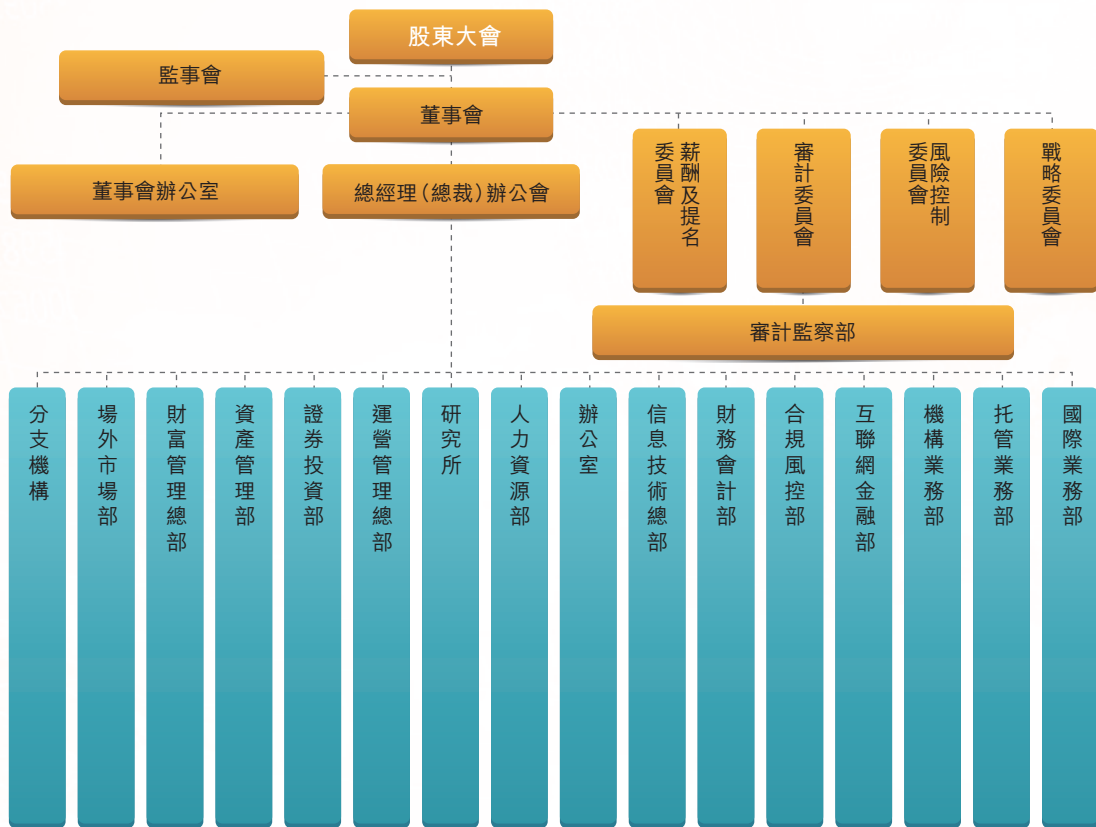 股東大會
監事會
董事會
董事會辦公室
總經理(總裁)辦公會
薪酬及提名
委員會
審計委員會
風險控制
委員會
戰略委員會
審計監察部
分支機構
場外市場部
財富管理總部
資產管理部
證券投資部
運營管理總部
研究所
人力資源部
辦公室
信息技術總部
財務會計部
合規風控部
互聯網金融部
機構業務部
托管業務部
國際業務部